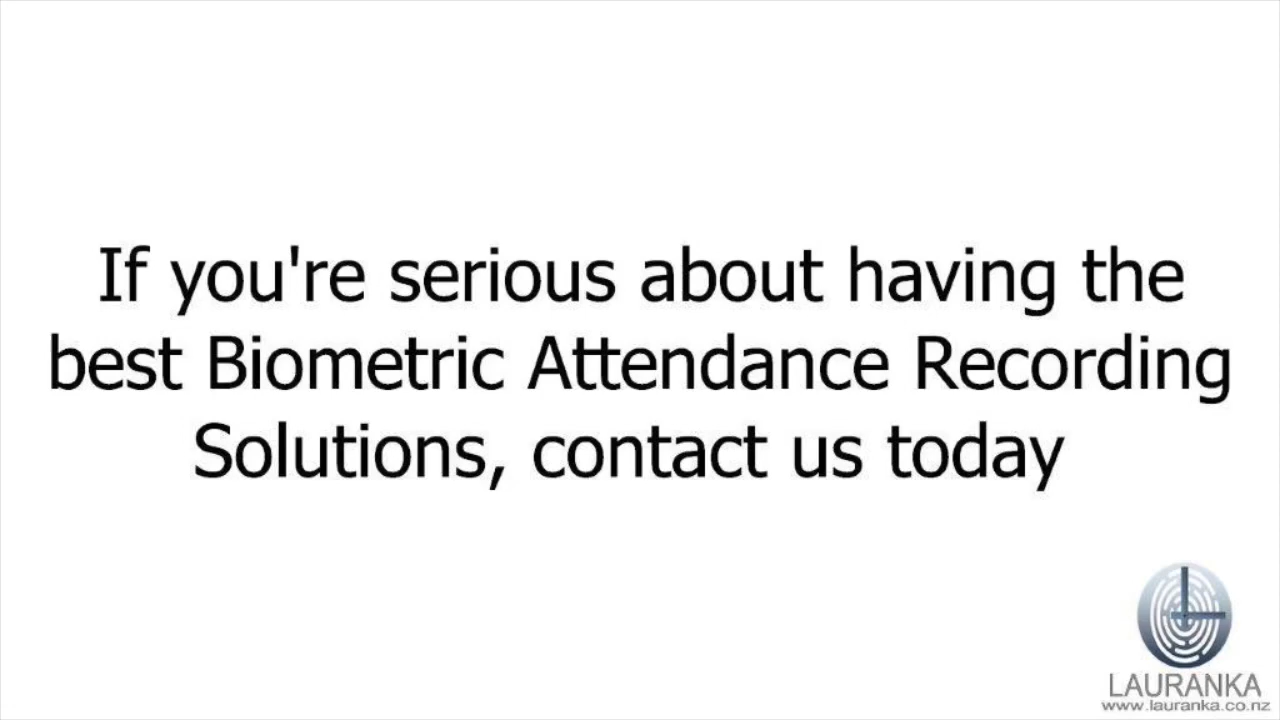 If you're serious about having the
best Biometric Attendance Recording
Solutions, contact us today
LAURANKA
www.lauranka.co.nz